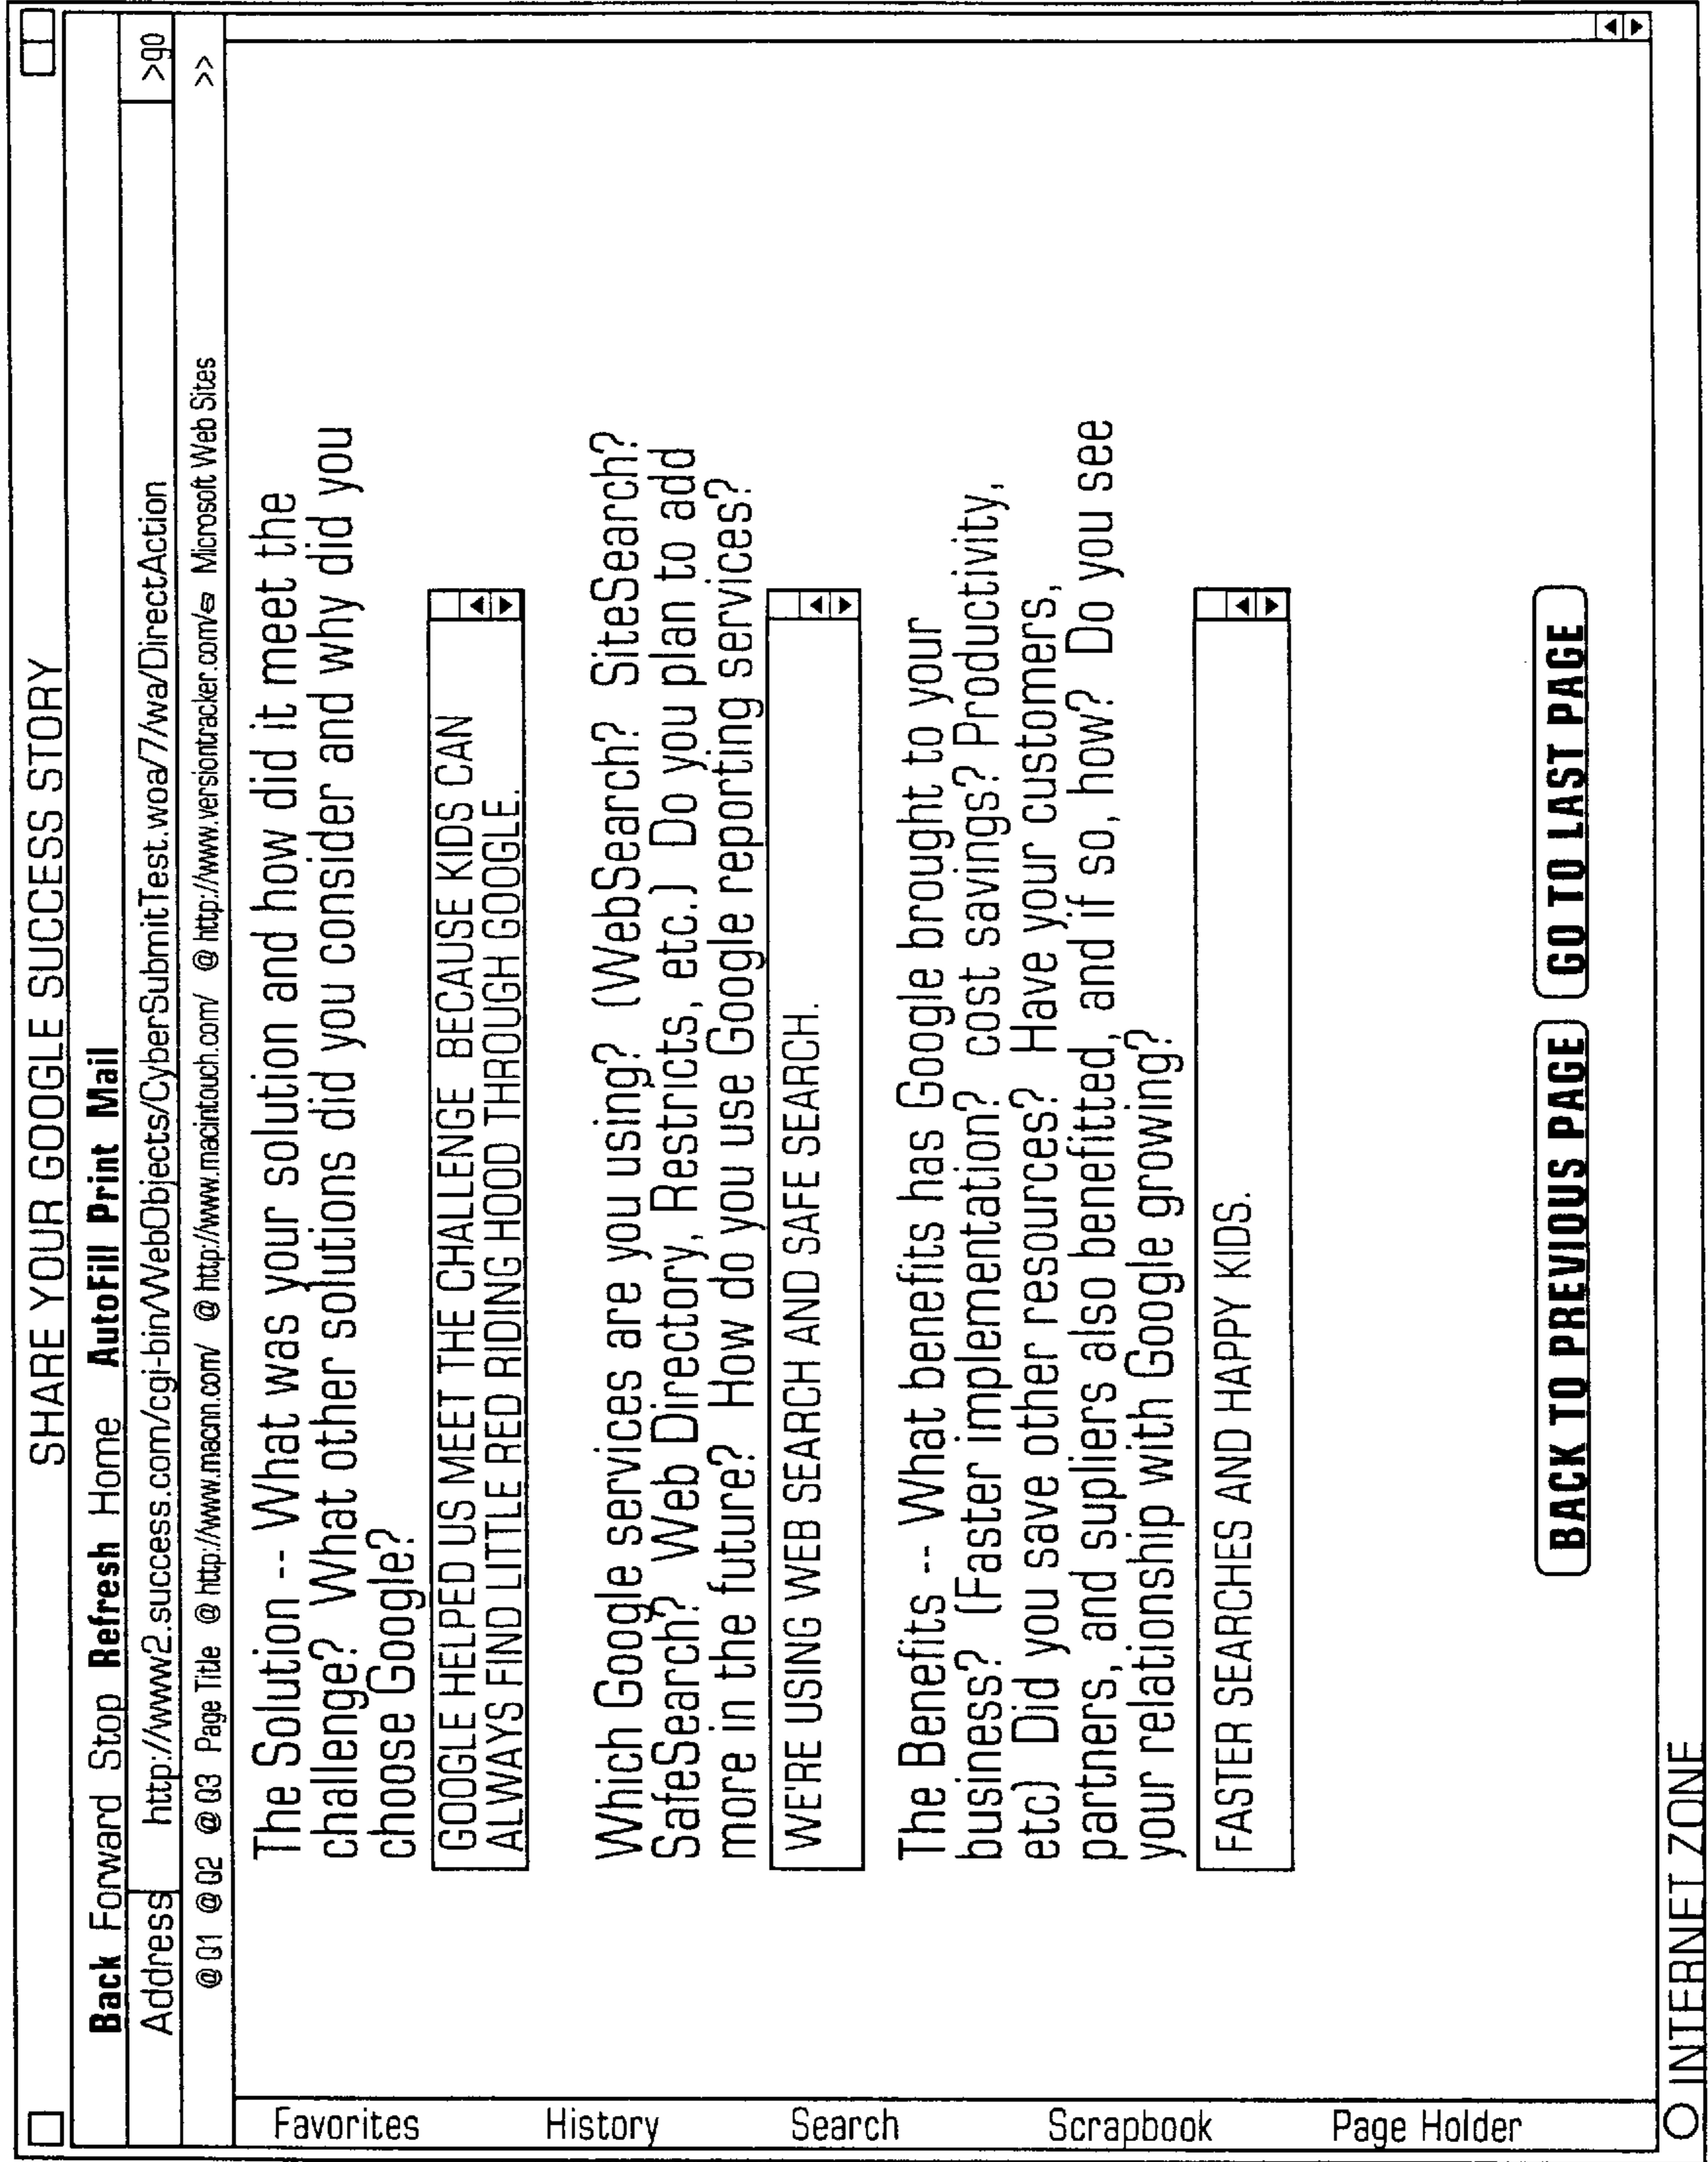 SHARE YOUR GOOGLE SUCCESS STORY
Back Forward Stop Refresh Home AutoFill Print Mail
Address http://ww2.success.com/cgi-bin/WebObjects/CyberSubmitTest.woa/7/wa/DirectAction >go
@ Q1 @ Q2 @ Q3 Page Title @ http://www.macnn.com/ @ http://www.macintouch.com/ @ http://www.versiontracker.com/ Microsoft Web Sites >>
The Solution -- What was your solution and how did it meet the
challenge? What other solutions did you consider and why did you
choose Google?
GOOGLE HELPED US MEET THE CHALLENGE BECAUSE KIDS CAN
ALWAYS FIND LITTLE RED RIDING HOOD THROUGH GOOGLE.
Which Google services are you using? (WebSearch? SiteSearch?
SafeSearch? Web Directory, Restricts, etc.) Do you plan to add
more in the future? How do you use Google reporting services?
WE'RE USING WEB SEARCH AND SAFE SEARCH.
The Benefits -- What benefits has Google brought to your
business? (Faster implementation? cost savings? Productivity,
etc) Did you save other resources? Have your customers,
partners, and supliers also benefitted, and if so, how? Do you see
your relationship with Google growing?
FASTER SEARCHES AND HAPPY KIDS.
BACK TO PREVIOUS PAGE GO TO LAST PAGE
Favorites
History
Search
Scrapbook
Page Holder
INTERNET ZONE